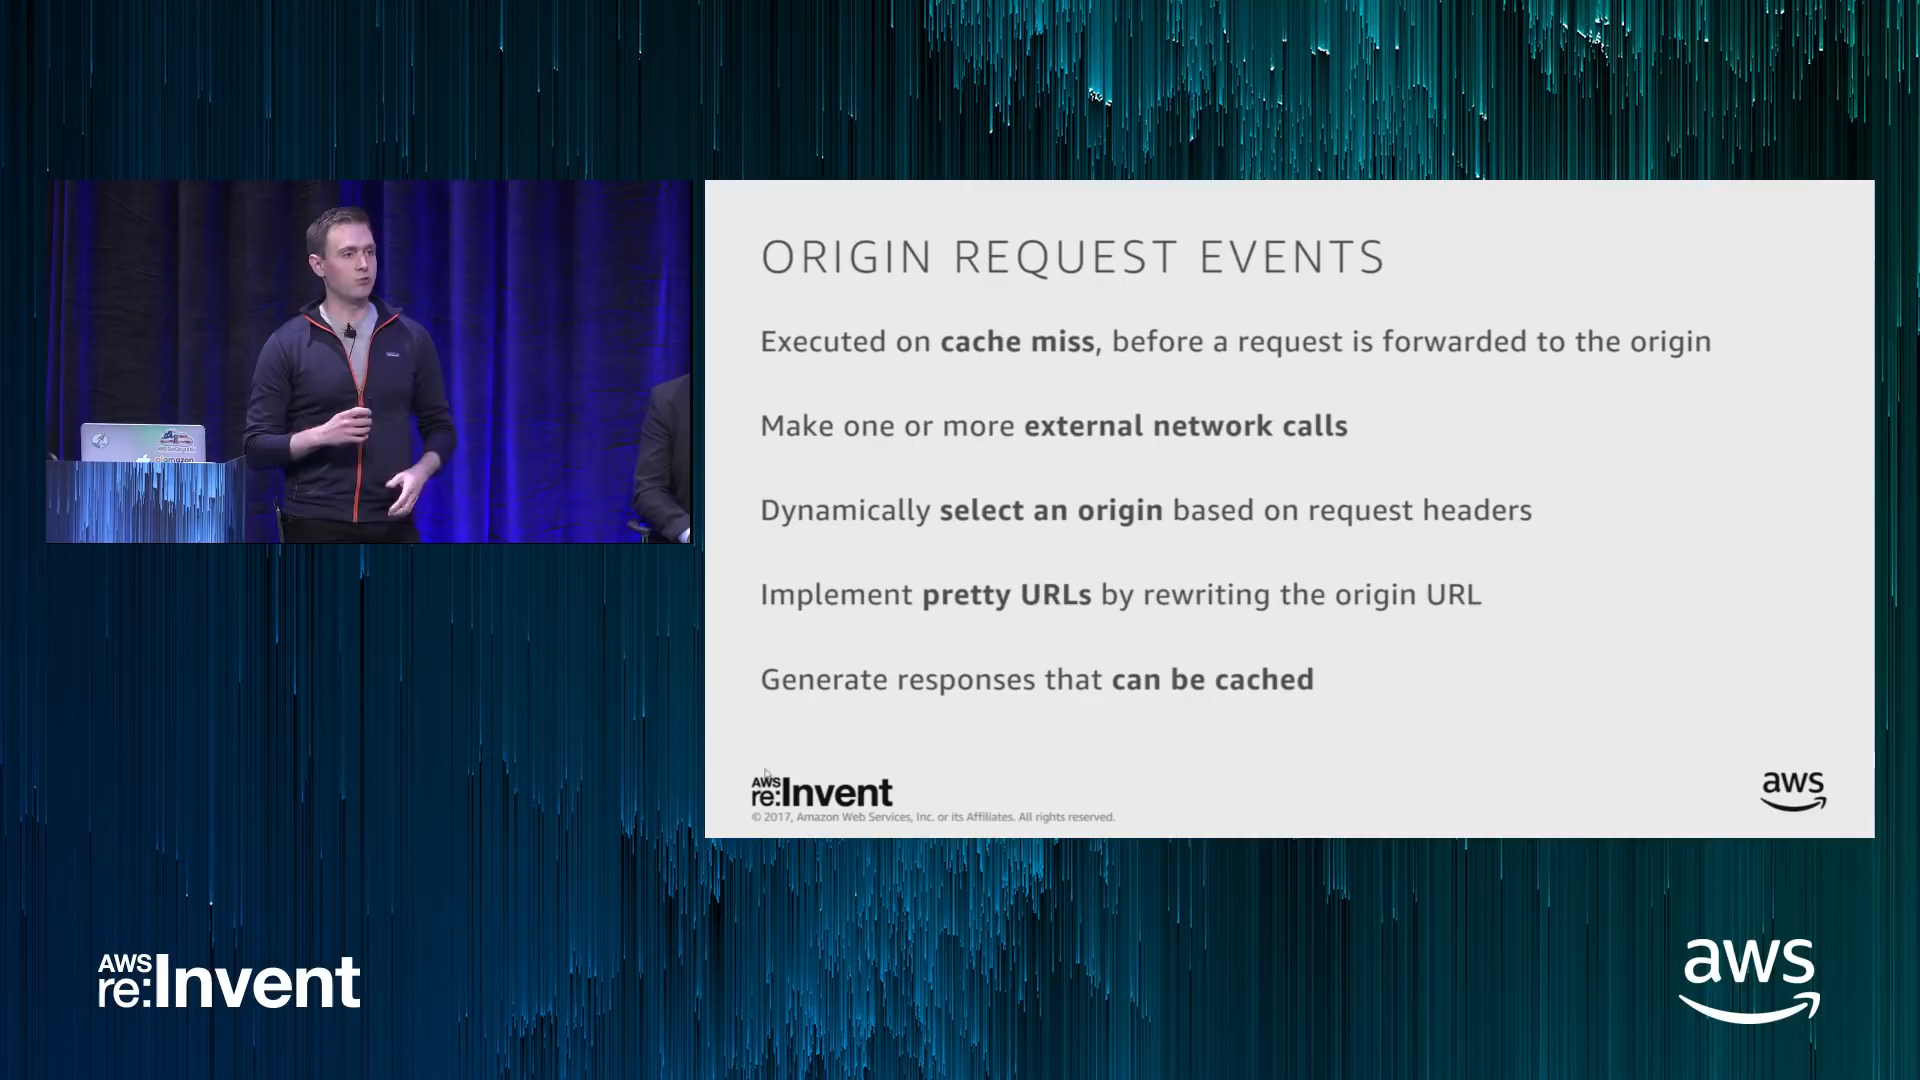 ORIGIN REQUEST EVENTS
Executed on cache miss, before a request is forwarded to the origin
Make one or more external network calls
Dynamically select an origin based on request headers
Implement pretty URLs by rewriting the origin URL
Generate responses that can be cached
AWS
re:Invent
© 2017, Amazon Web Services, Inc. or its Affiliates. All rights reserved.
aws
AWS
re:Invent
aws